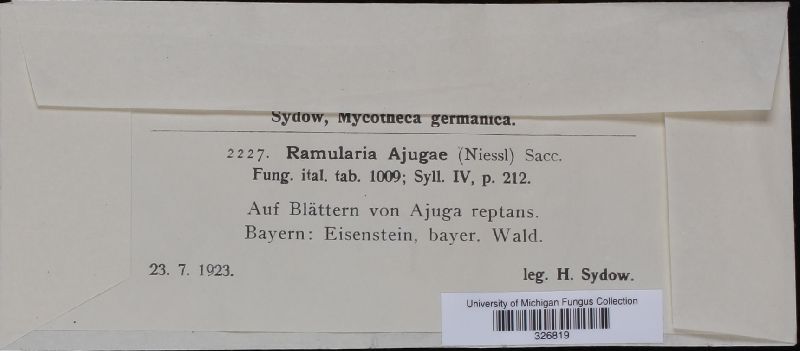 Sydow, Mycotheca germanica.
2227. Ramularia Ajugae (Niessl) Sacc.
Fung. ital. tab. 1009; Syll. IV, p. 212.
Auf Blättern von Ajuga reptans.
Bayern: Eisenstein, bayer. Wald.
23. 7. 1923. leg. H. Sydow.
University of Michigan Fungus Collection
326819